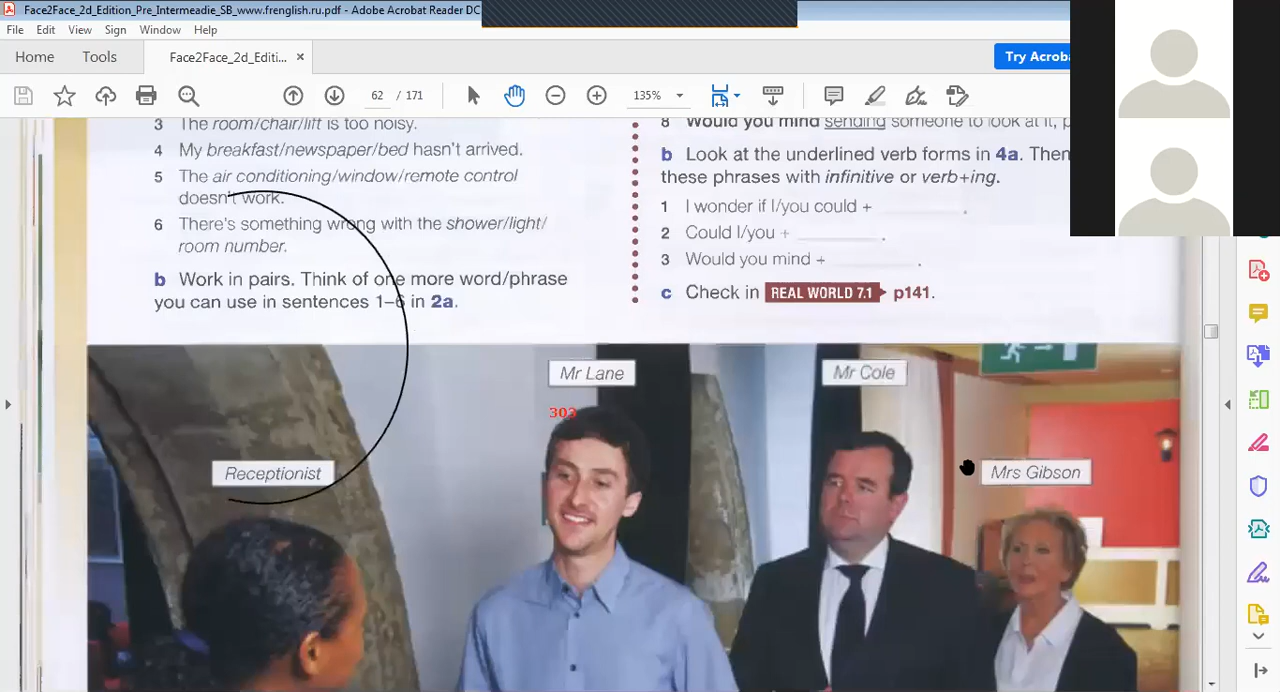 Face2Face_2d_Edition_Pre_Intermeadie_SB_www.frenglish.ru.pdf - Adobe Acrobat Reader DC
File Edit View Sign Window Help
Home Tools Face2Face_2d_Editi... × Try Acroba
62 / 171 135%
3 The room/chair/lift is too noisy.
4 My breakfast/newspaper/bed hasn't arrived.
5 The air conditioning/window/remote control
doesn't work.
6 There's something wrong with the shower/light/
room number.
b Work in pairs. Think of one more word/phrase
you can use in sentences 1–6 in 2a.
8 Would you mind sending someone to look at it, p
b Look at the underlined verb forms in 4a. Then
these phrases with infinitive or verb+ing.
1 I wonder if I/you could + ________ .
2 Could I/you + ________ .
3 Would you mind + ________ .
c Check in REAL WORLD 7.1 p141.
Mr Lane
Mr Cole
303
Receptionist
Mrs Gibson